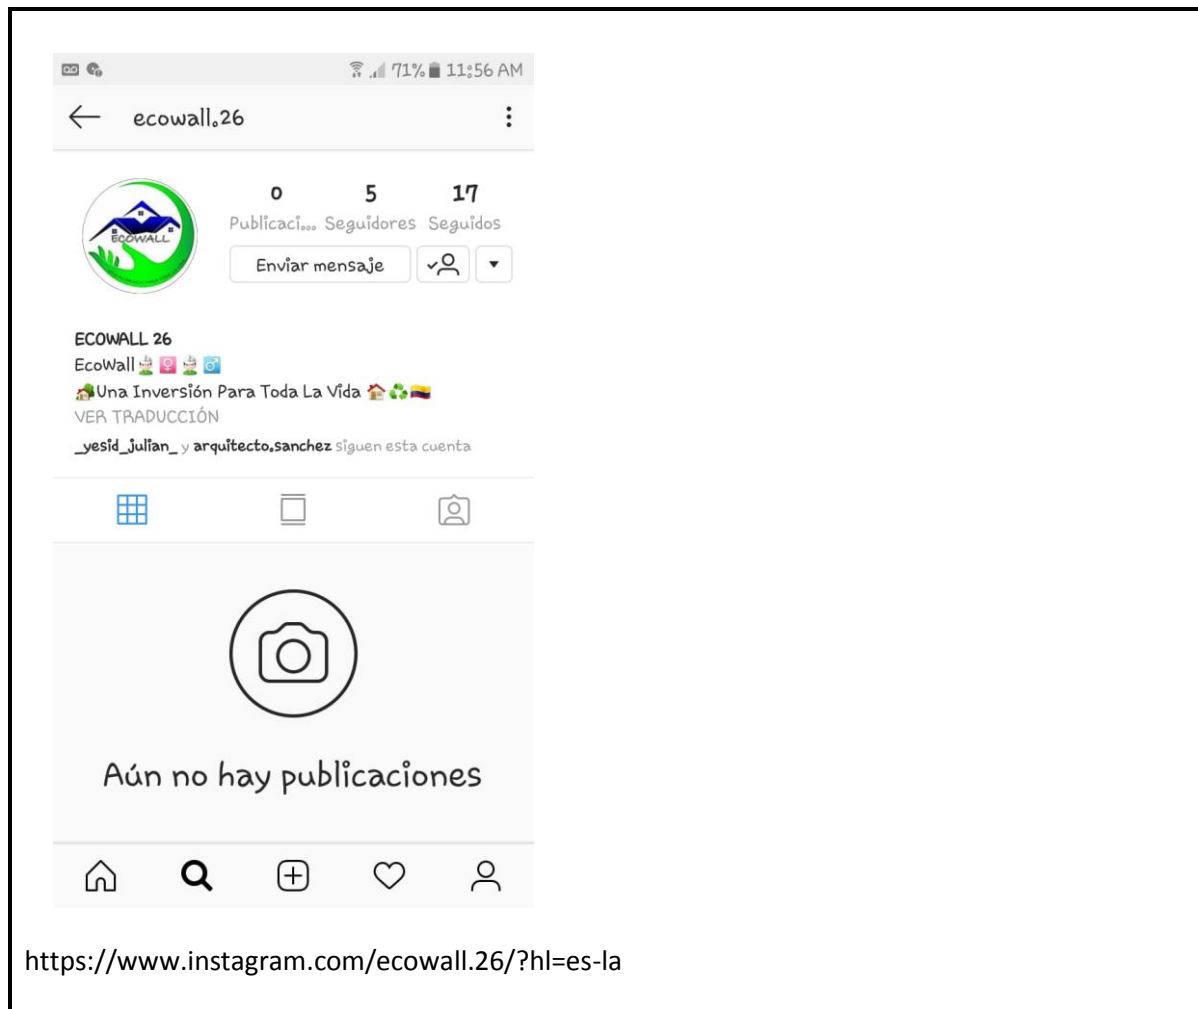 71% 11:56 AM
ecowall.26
0 5 17
Publicaci... Seguidores Seguidos
ECOWALL
Enviar mensaje
ECOWALL 26
EcoWall
Una Inversión Para Toda La Vida
VER TRADUCCIÓN
_yesid_julian_ y arquitecto.sanchez siguen esta cuenta
Aún no hay publicaciones
https://www.instagram.com/ecowall.26/?hl=es-la